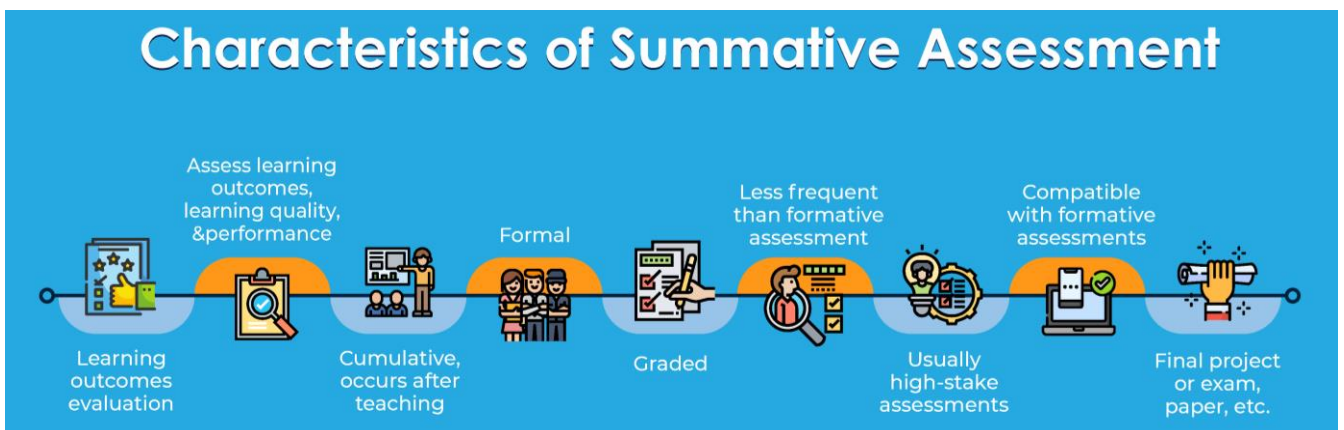 Characteristics of Summative Assessment
Learning
outcomes
evaluation
Assess learning
outcomes,
learning quality,
&performance
Cumulative,
occurs after
teaching
Formal
Graded
Less frequent
than formative
assessment
Usually
high-stake
assessments
Compatible
with formative
assessments
Final project
or exam,
paper, etc.